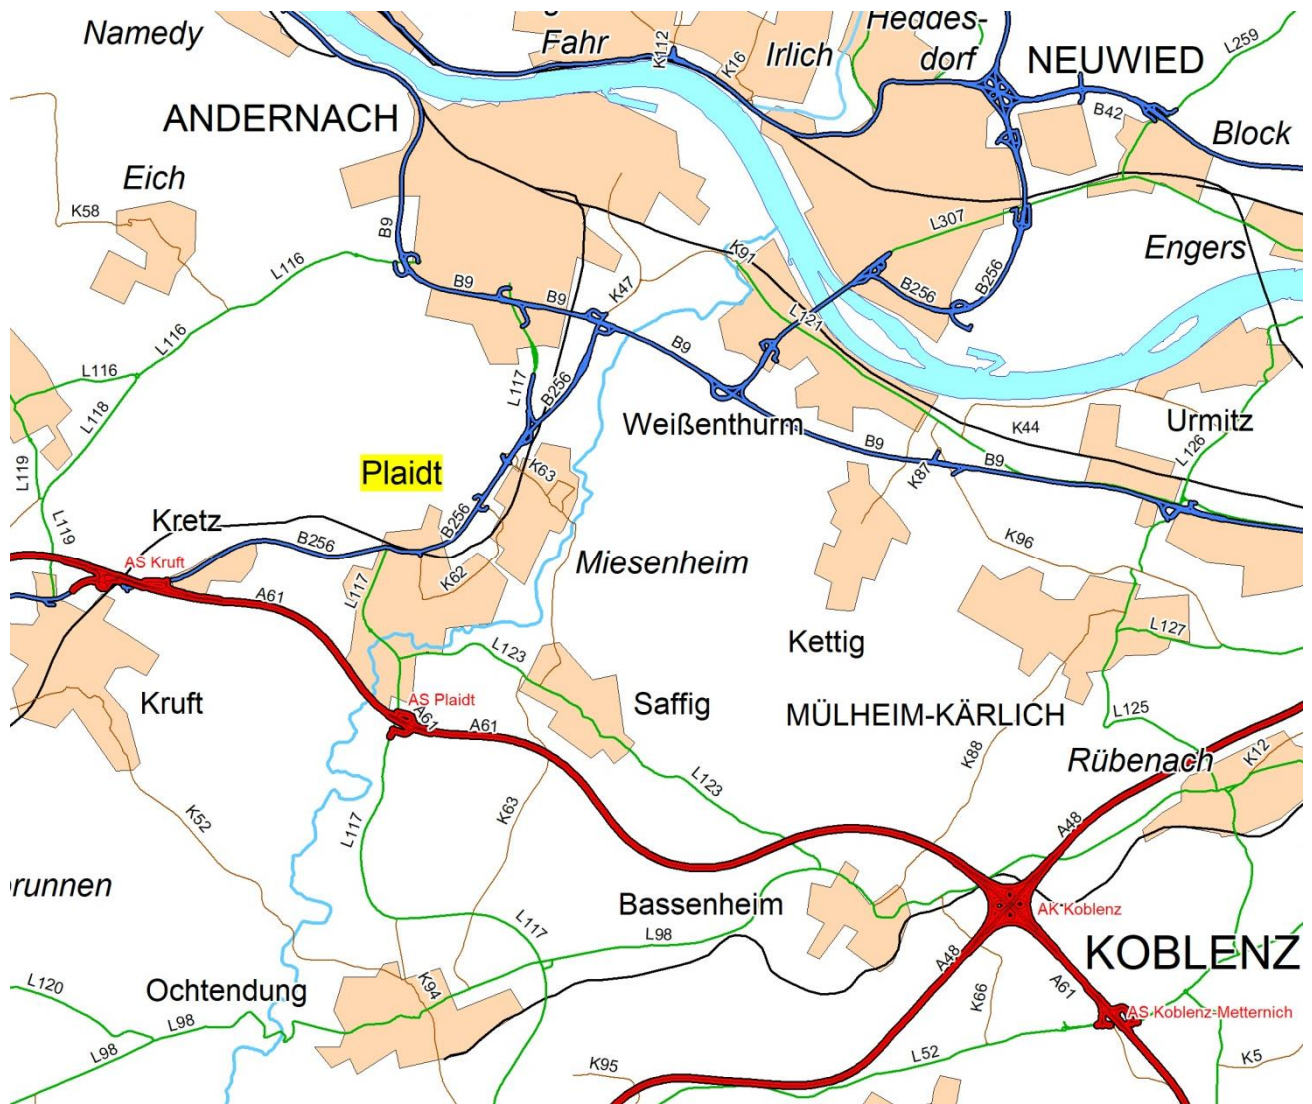 Namedy
Fahr
K112
K16
Irlich
Heddes-
dorf
NEUWIED
L259
B42
Block
ANDERNACH
Eich
K58
B9
L307
Engers
L116
K91
K47
B9
B9
B256
B256
L116
L121
B9
L116
L118
L117
B256
Weißenthurm
Urmitz
K44
B9
B9
L126
K87
L119
Plaidt
K63
Kretz
B256
B256
K96
L119
AS Kruft
Miesenheim
K62
A61
L117
L127
Kettig
L123
AS Plaidt
Kruft
Saffig
A61
A61
MÜLHEIM-KÄRLICH
L125
K88
Rübenach
K12
L123
K52
K63
L117
A48
runnen
Bassenheim
AK Koblenz
L117
L98
A48
KOBLENZ
K94
L120
Ochtendung
A61
K66
AS Koblenz-Metternich
L98
L98
L52
K5
K95